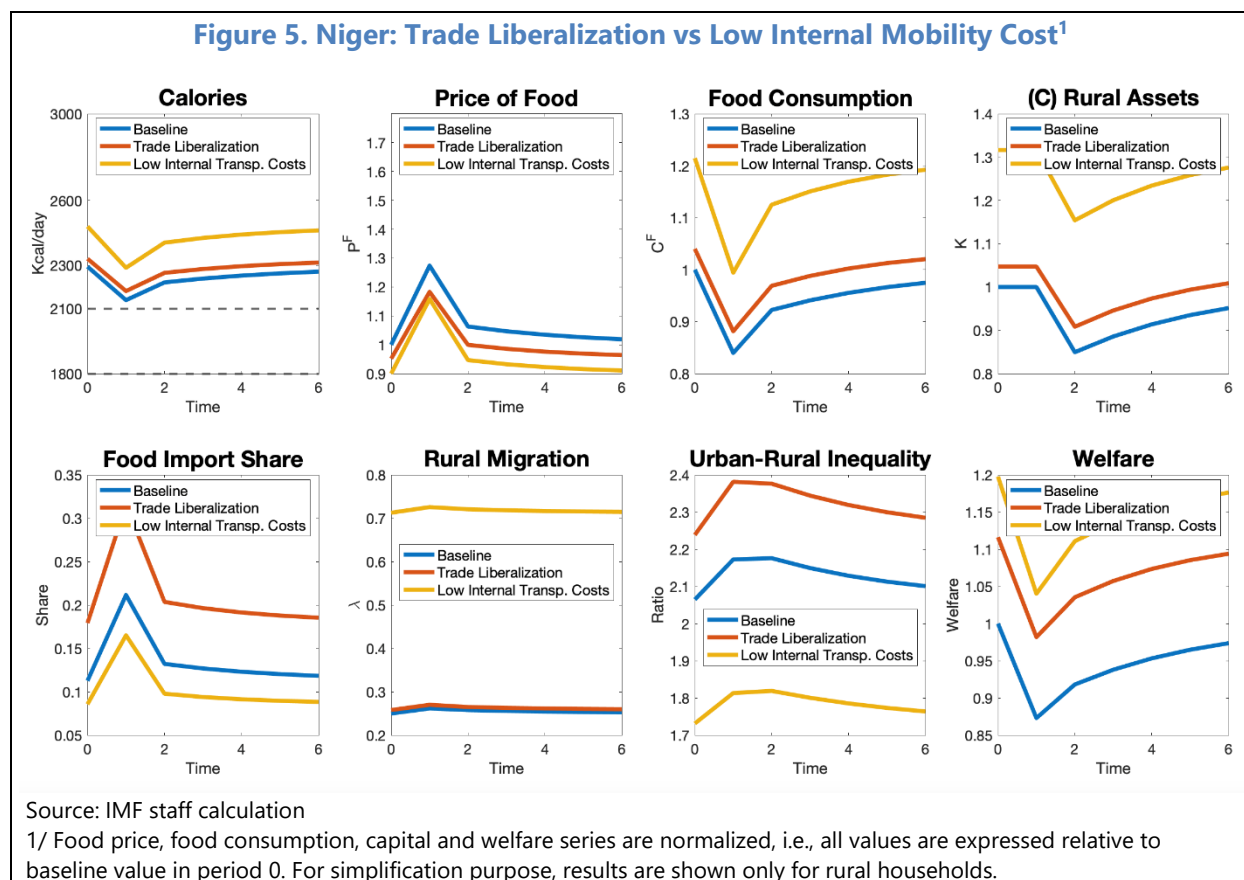 Figure 5. Niger: Trade Liberalization vs Low Internal Mobility Cost¹
Calories
3000
2600
2300
2100
1800
Kcal/day
Baseline
Trade Liberalization
Low Internal Transp. Costs
0 2 4 6
Time
Price of Food
1.7
1.6
1.5
1.4
1.3
1.2
1.1
1
0.9
P^F
Baseline
Trade Liberalization
Low Internal Transp. Costs
0 2 4 6
Time
Food Consumption
1.3
1.2
1.1
1
0.9
0.8
C^F
Baseline
Trade Liberalization
Low Internal Transp. Costs
0 2 4 6
Time
(C) Rural Assets
1.4
1.3
1.2
1.1
1
0.9
0.8
K
Baseline
Trade Liberalization
Low Internal Transp. Costs
0 2 4 6
Time
Food Import Share
0.35
0.3
0.25
0.2
0.15
0.1
0.05
Share
Baseline
Trade Liberalization
Low Internal Transp. Costs
0 2 4 6
Time
Rural Migration
0.8
0.7
0.6
0.5
0.4
0.3
0.2
λ
Baseline
Trade Liberalization
Low Internal Transp. Costs
0 2 4 6
Time
Urban-Rural Inequality
2.4
2.3
2.2
2.1
2
1.9
1.8
1.7
Ratio
Baseline
Trade Liberalization
Low Internal Transp. Costs
0 2 4 6
Time
Welfare
1.2
1.15
1.1
1.05
1
0.95
0.9
0.85
Welfare
Baseline
Trade Liberalization
Low Internal Transp. Costs
0 2 4 6
Time
Source: IMF staff calculation
1/ Food price, food consumption, capital and welfare series are normalized, i.e., all values are expressed relative to
baseline value in period 0. For simplification purpose, results are shown only for rural households.